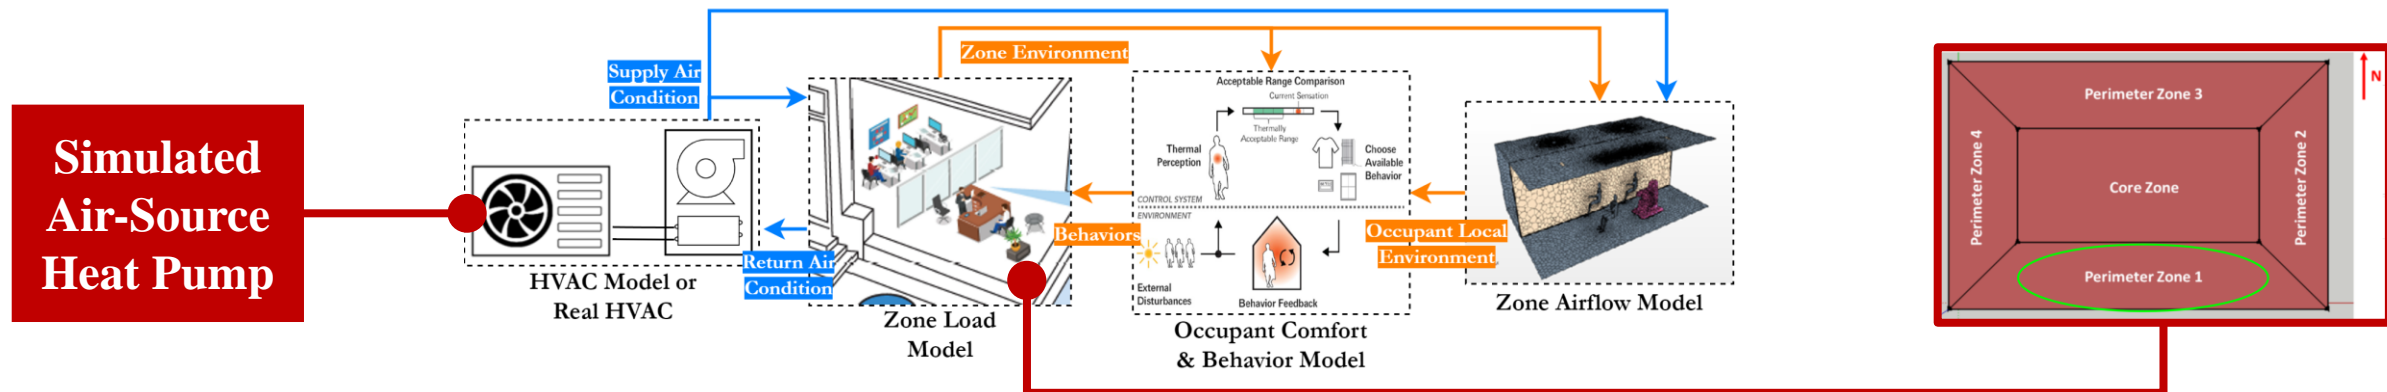 Simulated
Air-Source
Heat Pump
Supply Air
Condition
Return Air
Condition
HVAC Model or
Real HVAC
Zone Environment
Zone Load
Model
Behaviors
Acceptable Range Comparison
Current Sensation
Thermally
Acceptable Range
Thermal
Perception
Choose
Available
Behavior
CONTROL SYSTEM
ENVIRONMENT
External
Disturbances
Behavior Feedback
Occupant Comfort
& Behavior Model
Occupant Local
Environment
Zone Airflow Model
Perimeter Zone 3
Perimeter Zone 4
Core Zone
Perimeter Zone 2
Perimeter Zone 1
N